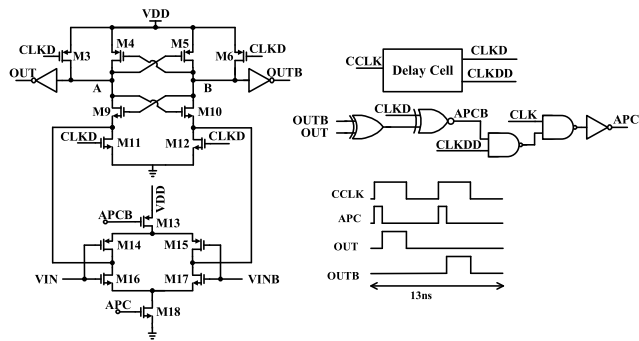 VDD
CLKD M3 M4 M5 M6 CLKD
OUT A B OUTB
M9 M10
CLKD M11 M12 CLKD
VDD
APCB M13
M14 M15
VIN M16 M17 VINB
APC M18
CCLK Delay Cell CLKD
CLKDD
OUTB
OUT
CLKD
APCB
CLKDD
CLK
APC
CCLK
APC
OUT
OUTB
13ns